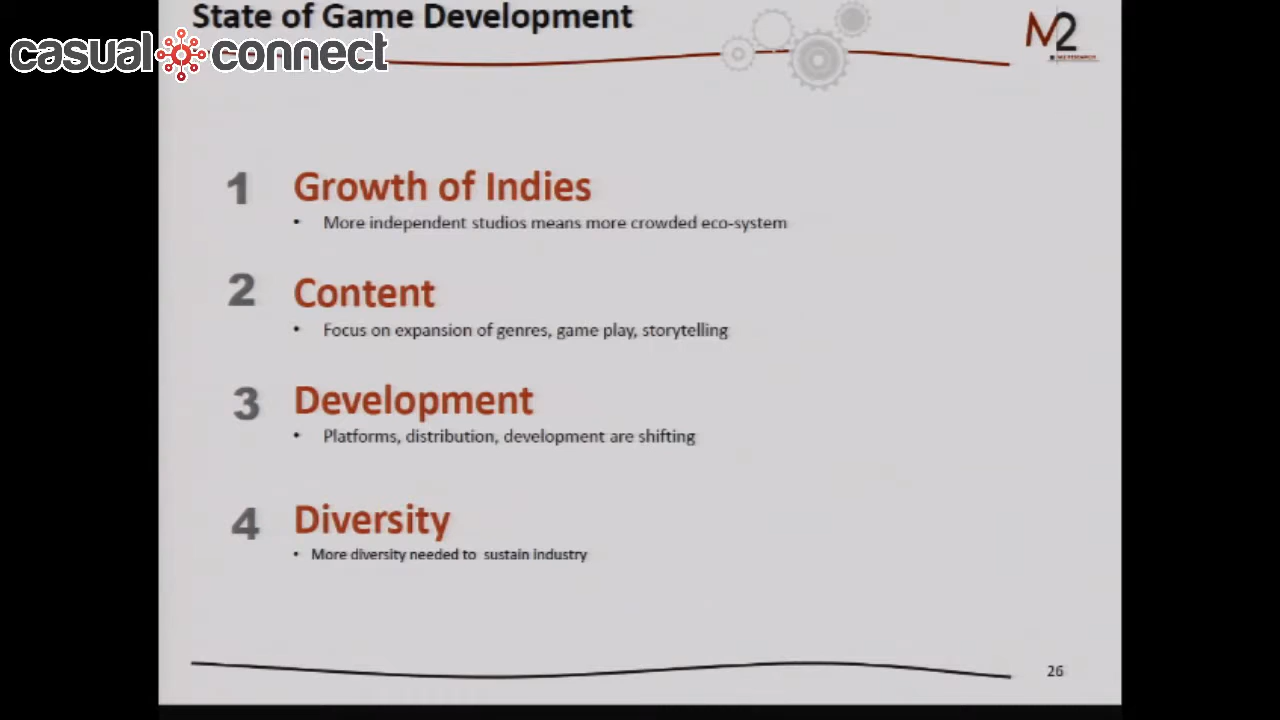 State of Game Development
casual connect
M2
1 Growth of Indies
• More independent studios means more crowded eco-system
2 Content
• Focus on expansion of genres, game play, storytelling
3 Development
• Platforms, distribution, development are shifting
4 Diversity
• More diversity needed to sustain industry
26